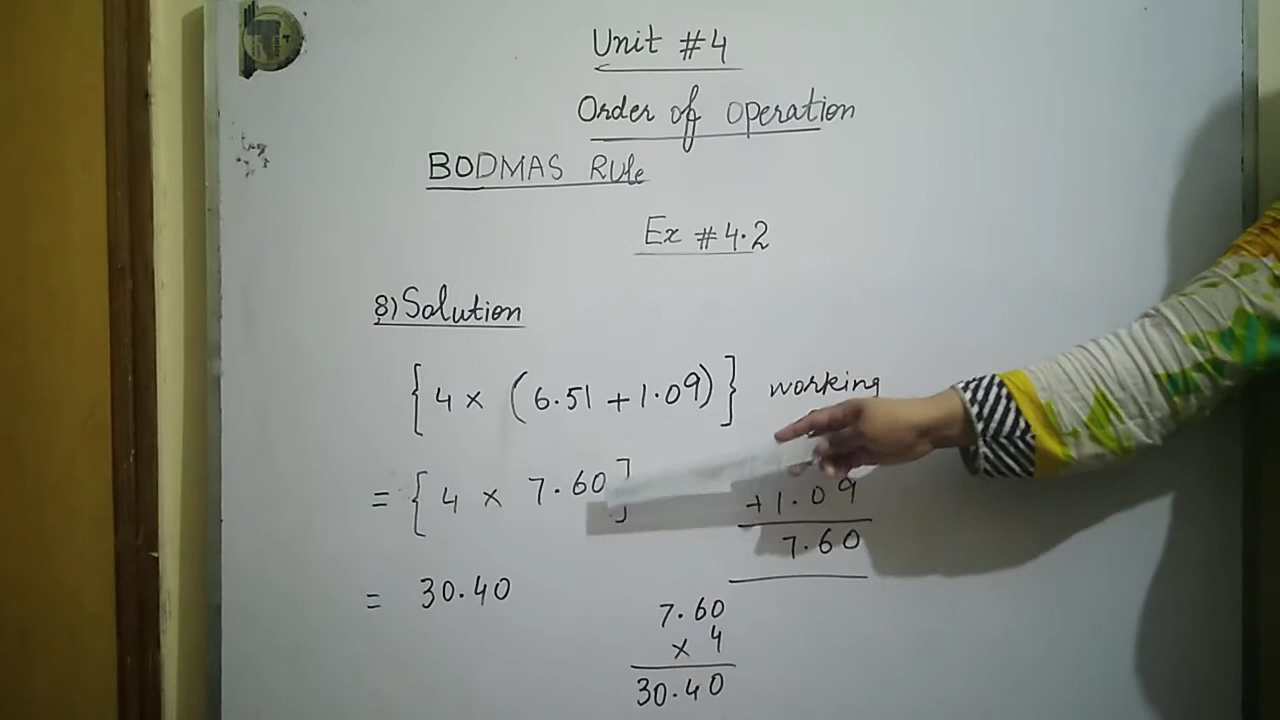 Unit #4
Order of operation
BODMAS RULe
Ex #4.2
8) Solution
{4 × (6.51 + 1.09)} working
= {4 × 7.60}
+ 1.09
7.60
= 30.40
7.60
× 4
30.40